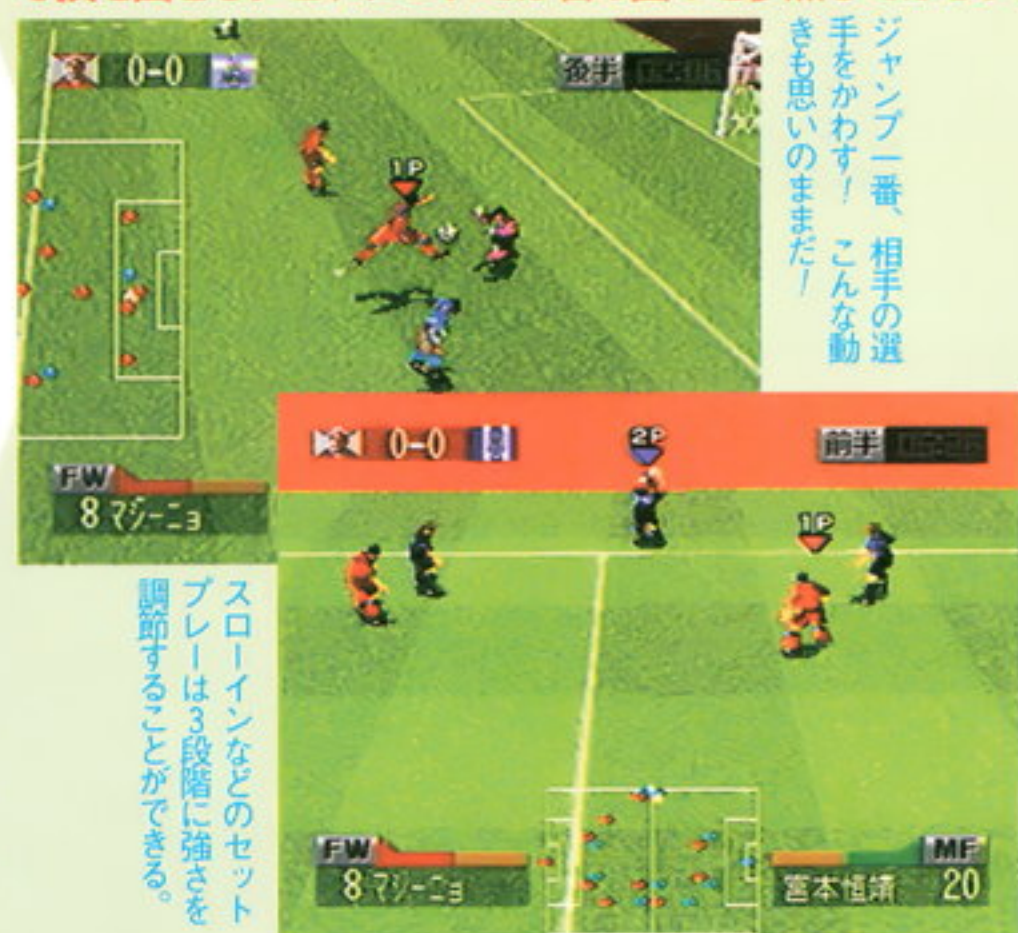 ジャンプ一番、相手の選
手をかわす! こんな動
きも思いのままだ!
0-0
後半
1P
FW
8 マジーニョ
0-0
前半
2P
1P
FW
8 マジーニョ
MF
宮本恒靖 20
スローインなどのセット
プレーは3段階に強さを
調節することができる。